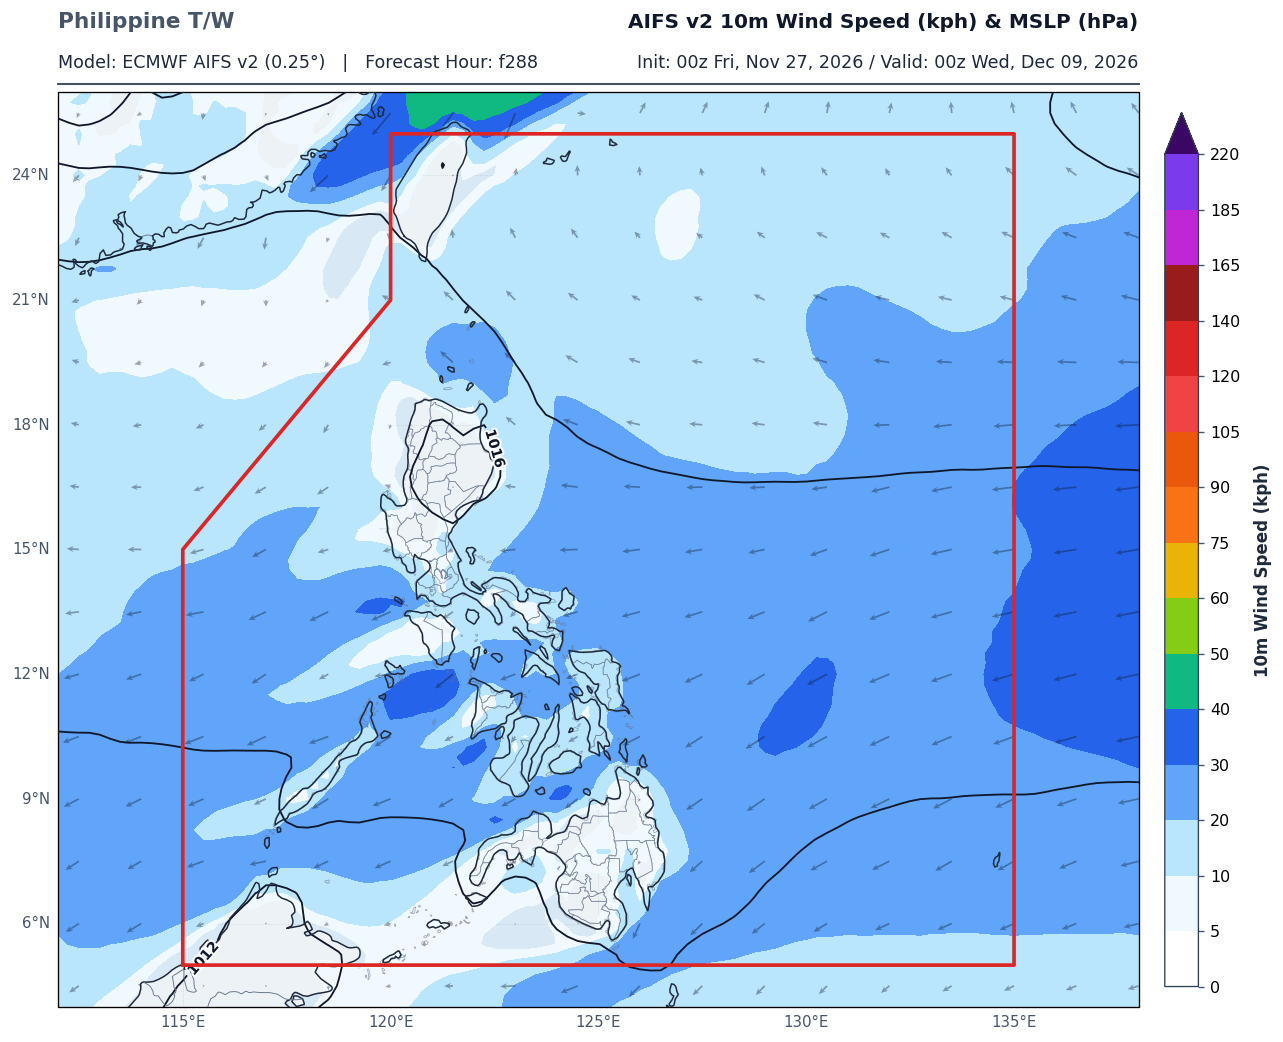 Philippine T/W
AIFS v2 10m Wind Speed (kph) & MSLP (hPa)
Model: ECMWF AIFS v2 (0.25°)   |   Forecast Hour: f288
Init: 00z Fri, Nov 27, 2026 / Valid: 00z Wed, Dec 09, 2026
24°N
21°N
18°N
15°N
12°N
9°N
6°N
1016
1012
115°E
120°E
125°E
130°E
135°E
220
185
165
140
120
105
90
75
60
50
40
30
20
10
5
0
10m Wind Speed (kph)